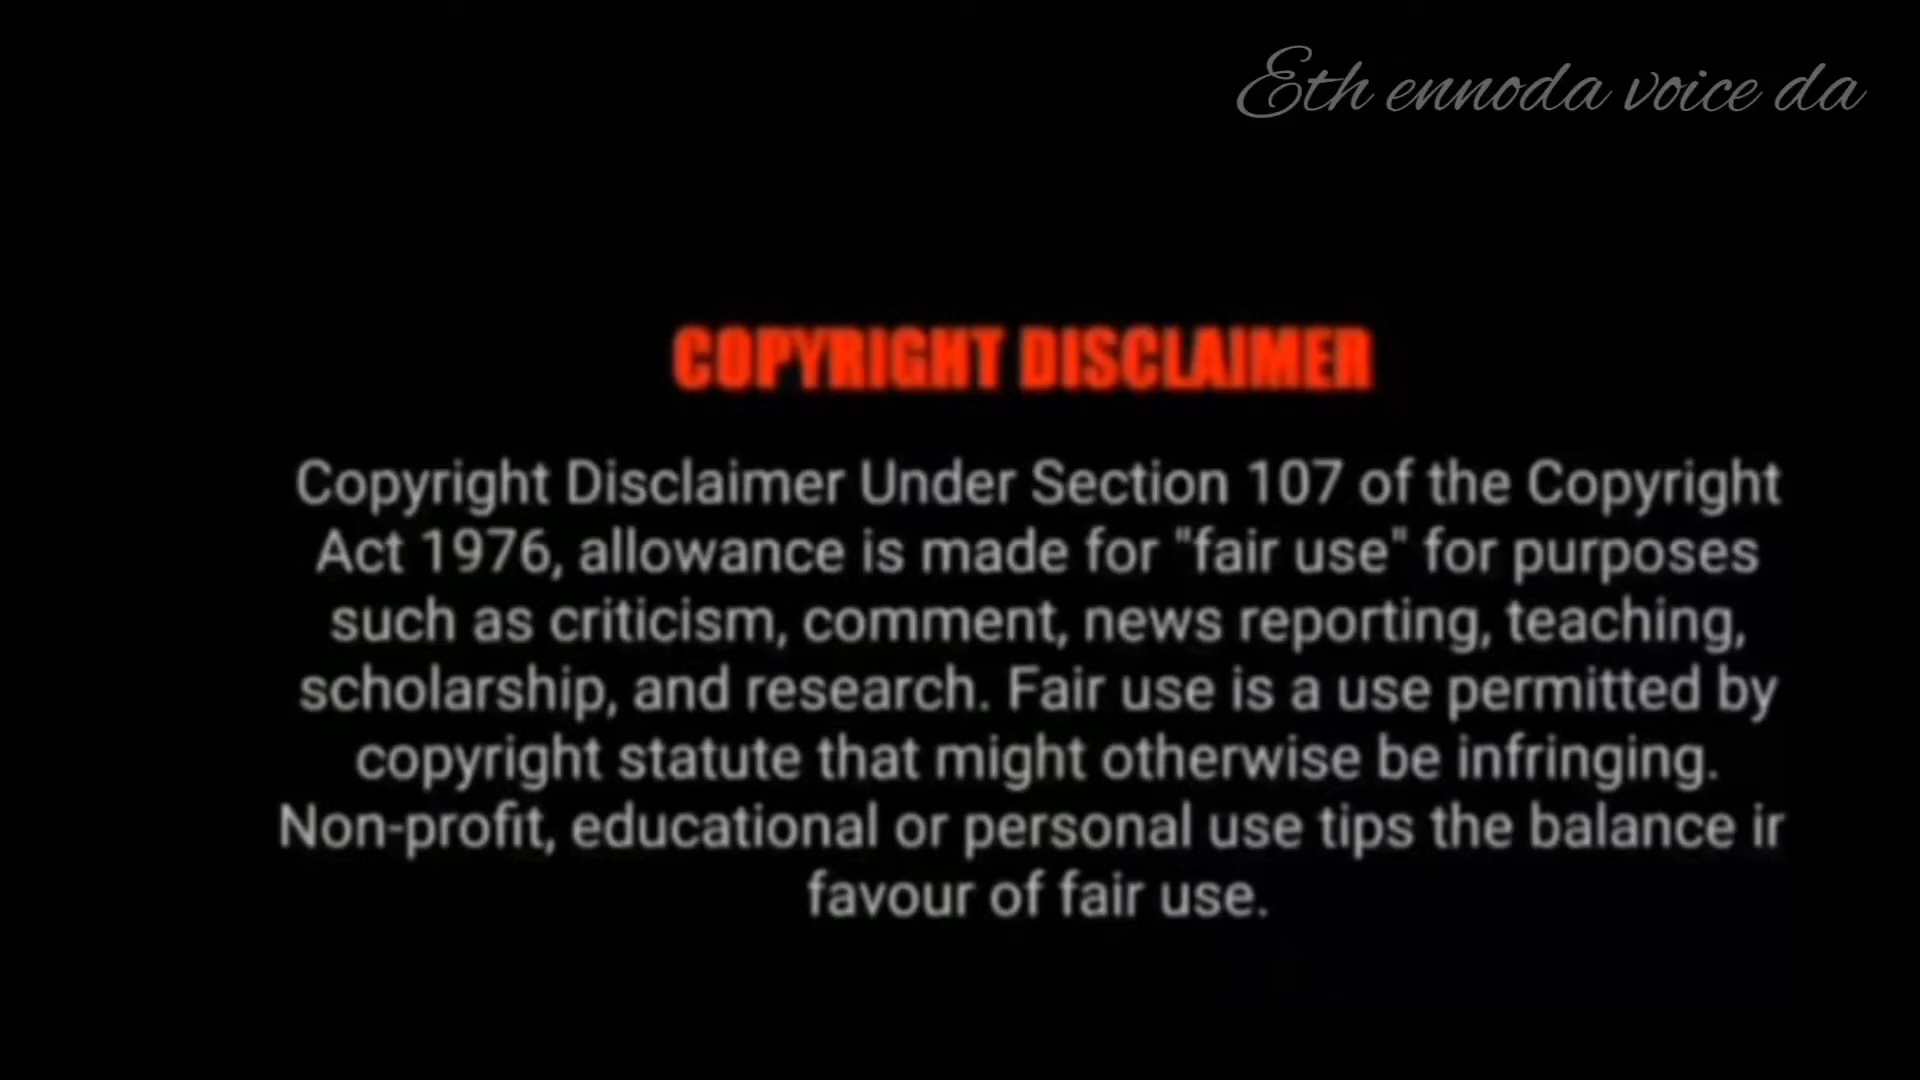 Eth ennoda voice da
COPYRIGHT DISCLAIMER
Copyright Disclaimer Under Section 107 of the Copyright
Act 1976, allowance is made for "fair use" for purposes
such as criticism, comment, news reporting, teaching,
scholarship, and research. Fair use is a use permitted by
copyright statute that might otherwise be infringing.
Non-profit, educational or personal use tips the balance ir
favour of fair use.